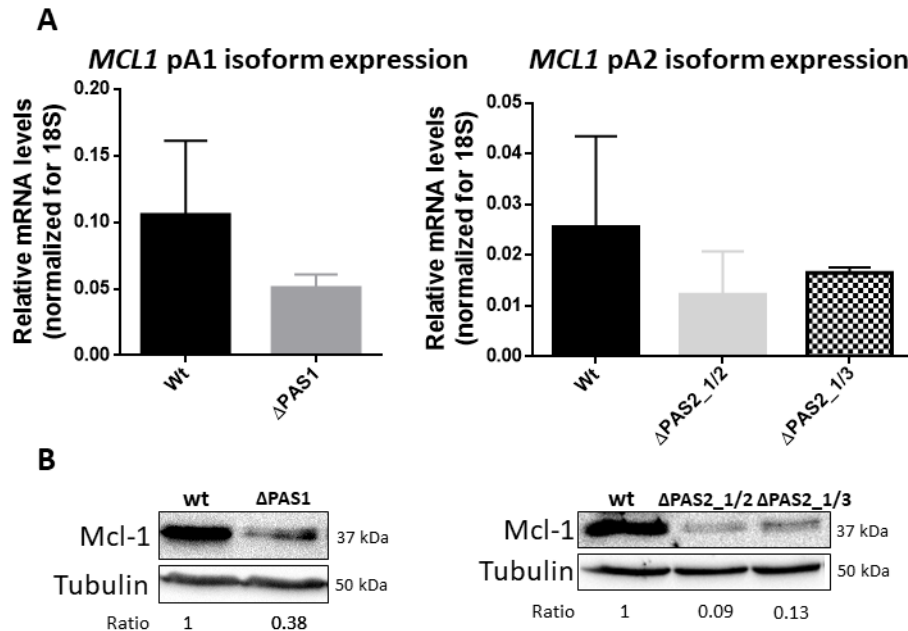 A
MCL1 pA1 isoform expression
Relative mRNA levels
(normalized for 18S)
0.20
0.15
0.10
0.05
0.00
Wt
ΔPAS1
MCL1 pA2 isoform expression
Relative mRNA levels
(normalized for 18S)
0.05
0.04
0.03
0.02
0.01
0.00
Wt
ΔPAS2_1/2
ΔPAS2_1/3
B
wt ΔPAS1
Mcl-1 37 kDa
Tubulin 50 kDa
Ratio 1 0.38
wt ΔPAS2_1/2 ΔPAS2_1/3
Mcl-1 37 kDa
Tubulin 50 kDa
Ratio 1 0.09 0.13